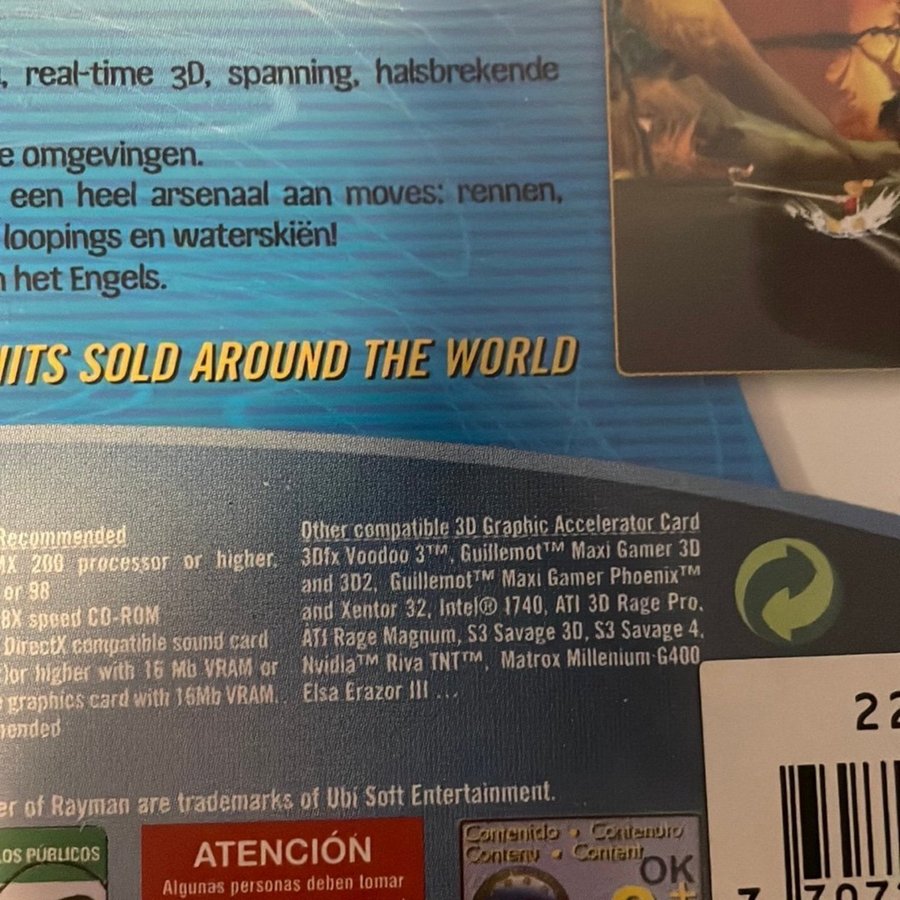 , real-time 3D, spanning, halsbrekende
e omgevingen.
een heel arsenaal aan moves: rennen,
loopings en waterskiën!
n het Engels.
HITS SOLD AROUND THE WORLD
Recommended
MX 200 processor or higher.
or 98
8X speed CD-ROM
DirectX compatible sound card
)or higher with 16 Mb VRAM or
graphics card with 16Mb VRAM.
mended
Other compatible 3D Graphic Accelerator Card
3Dfx Voodoo 3™, Guillemot™ Maxi Gamer 3D
and 3D2, Guillemot™ Maxi Gamer Phoenix™
and Xentor 32, Intel® 1740, ATI 3D Rage Pro,
ATI Rage Magnum, S3 Savage 3D, S3 Savage 4,
Nvidia™ Riva TNT™, Matrox Millenium G400
Elsa Erazor III ...
er of Rayman are trademarks of Ubi Soft Entertainment.
LOS PÚBLICOS
ATENCIÓN
Algunas personas deben tomar
Contenido • Contenuto
Contenu • Content
OK
22